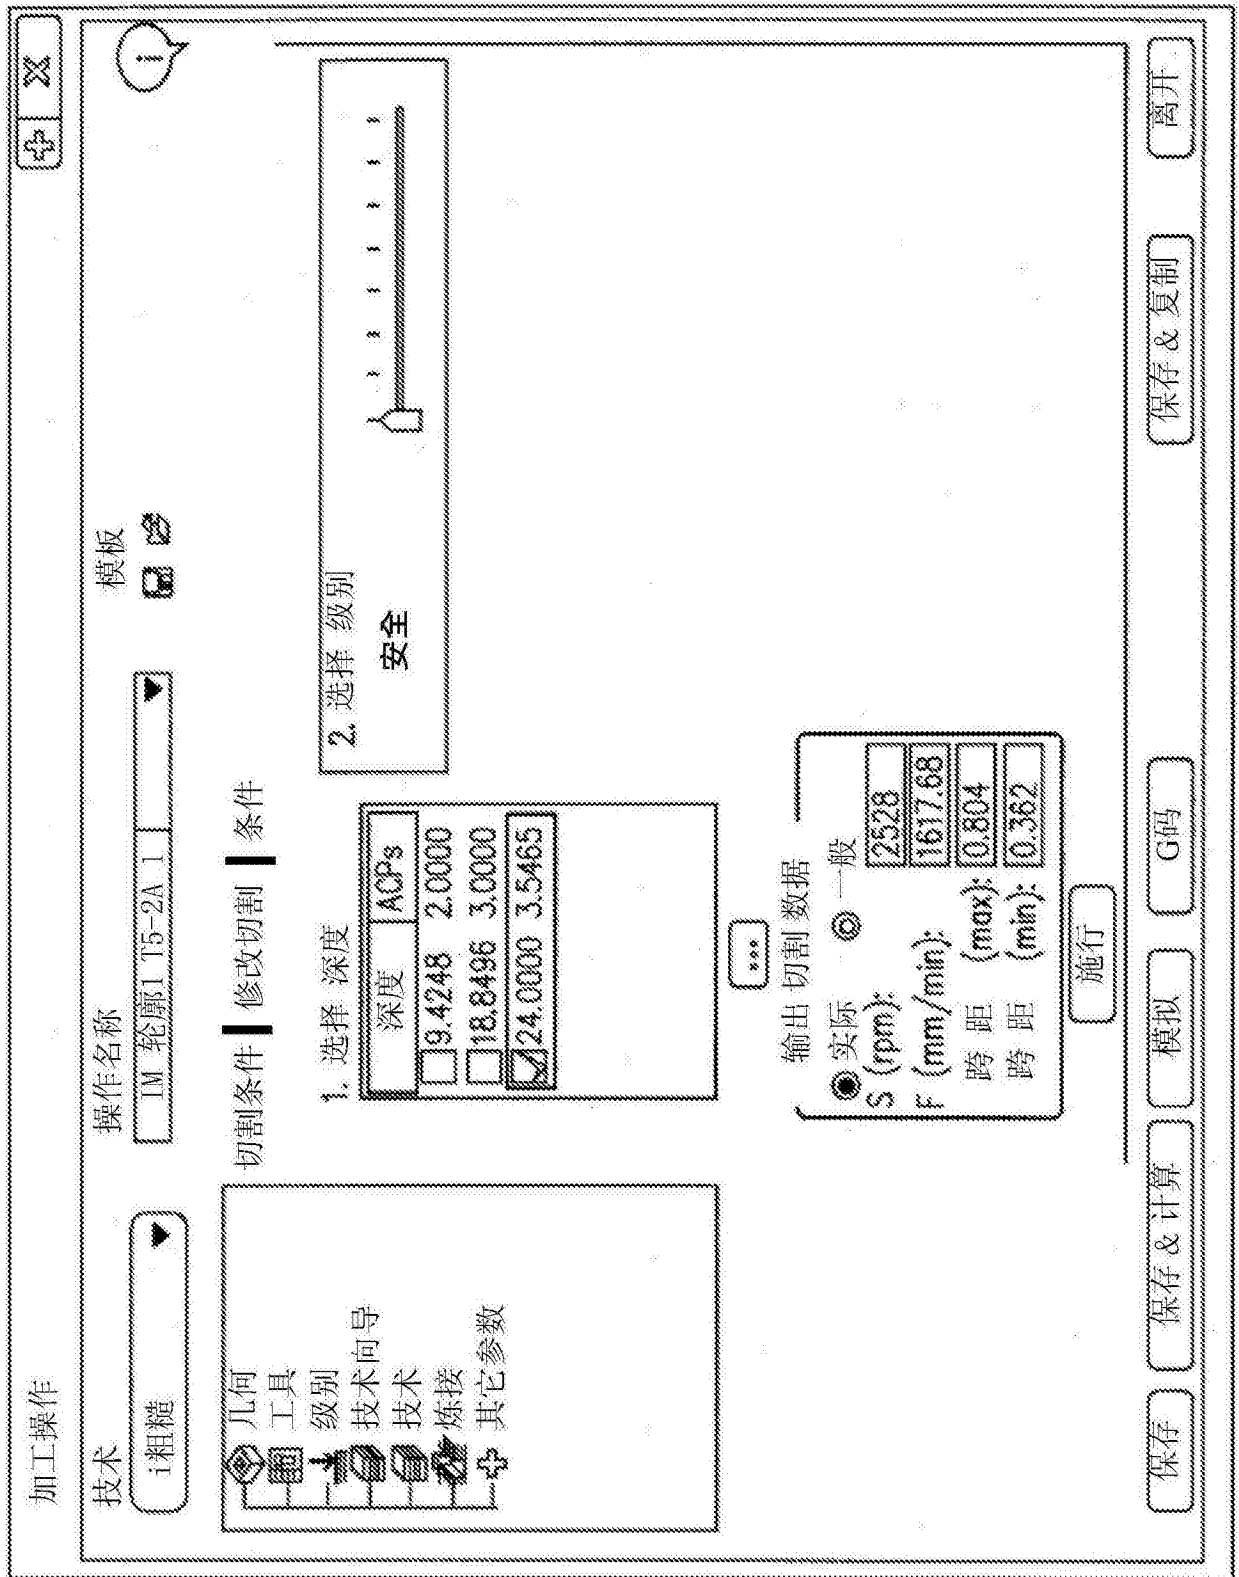 加工操作
技术
操作名称
模板
i粗糙
IM 轮廓1 T5-2A 1
几何
工具
级别
技术向导
技术
炼接
其它参数
切割条件 修改切割 条件
1. 选择 深度
深度 ACPs
9.4248 2.0000
18.8496 3.0000
24.0000 3.5465
...
2. 选择 级别
安全
输出 切割 数据
实际 一般
S (rpm): 2528
F (mm/min): 1617.68
跨 距 (max): 0.804
跨 距 (min): 0.362
施行
保存 保存 & 计算 模拟 G码 保存 & 复制 离开